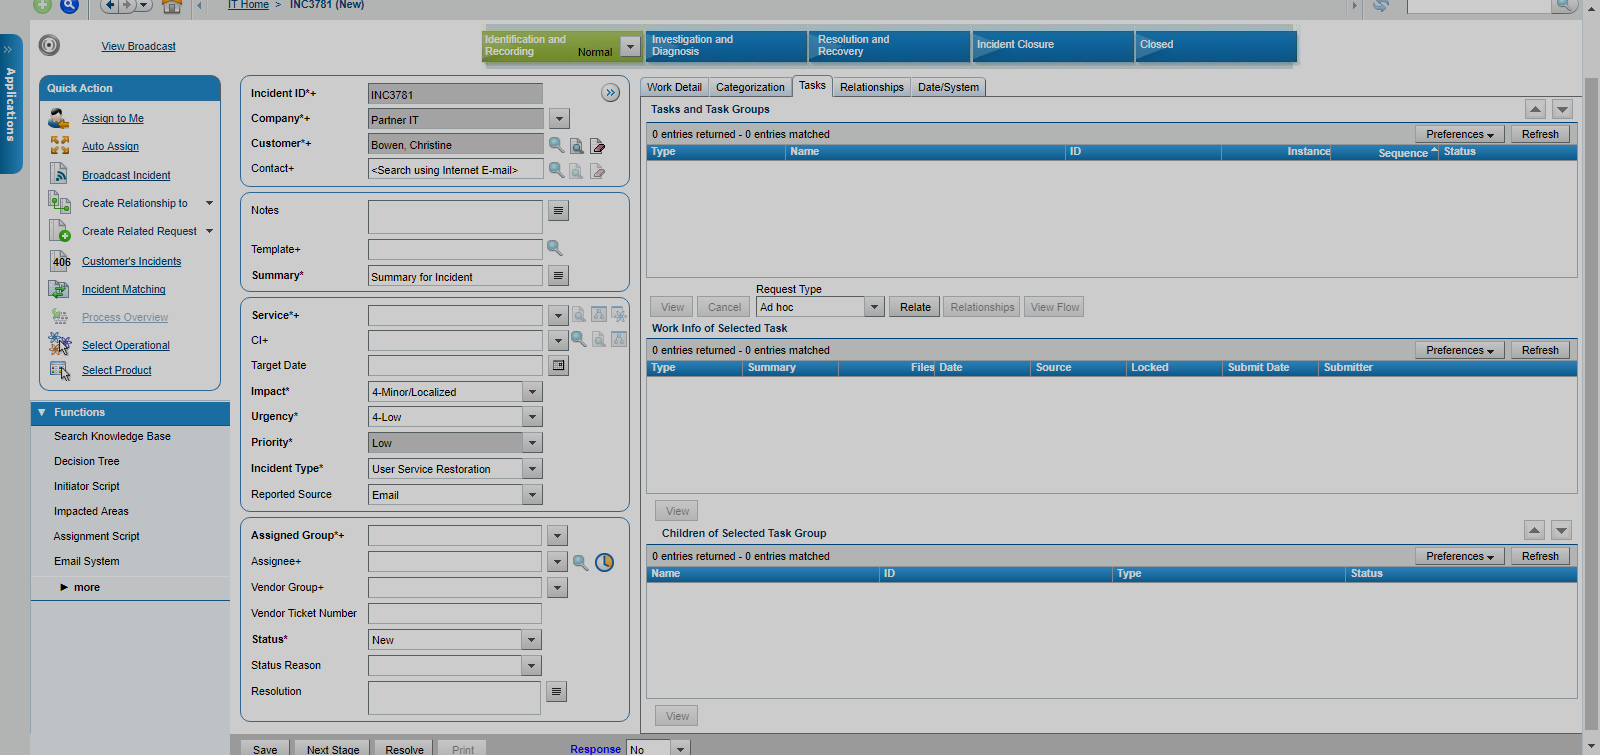 IT Home > INC3781 (New)
Applications
View Broadcast
Identification and
Recording
Normal
Investigation and
Diagnosis
Resolution and
Recovery
Incident Closure
Closed
Quick Action
Assign to Me
Auto Assign
Broadcast Incident
Create Relationship to
Create Related Request
406 Customer's Incidents
Incident Matching
Process Overview
Select Operational
Select Product
Functions
Search Knowledge Base
Decision Tree
Initiator Script
Impacted Areas
Assignment Script
Email System
more
Incident ID*+ INC3781
Company*+ Partner IT
Customer*+ Bowen, Christine
Contact+ <Search using Internet E-mail>
Notes
Template+
Summary* Summary for Incident
Service*+
CI+
Target Date
Impact* 4-Minor/Localized
Urgency* 4-Low
Priority* Low
Incident Type* User Service Restoration
Reported Source Email
Assigned Group*+
Assignee+
Vendor Group+
Vendor Ticket Number
Status* New
Status Reason
Resolution
Work Detail Categorization Tasks Relationships Date/System
Tasks and Task Groups
0 entries returned - 0 entries matched Preferences Refresh
Type Name ID Instance Sequence Status
Request Type
View Cancel Ad hoc Relate Relationships View Flow
Work Info of Selected Task
0 entries returned - 0 entries matched Preferences Refresh
Type Summary Files Date Source Locked Submit Date Submitter
View
Children of Selected Task Group
0 entries returned - 0 entries matched Preferences Refresh
Name ID Type Status
View
Save Next Stage Resolve Print Response No